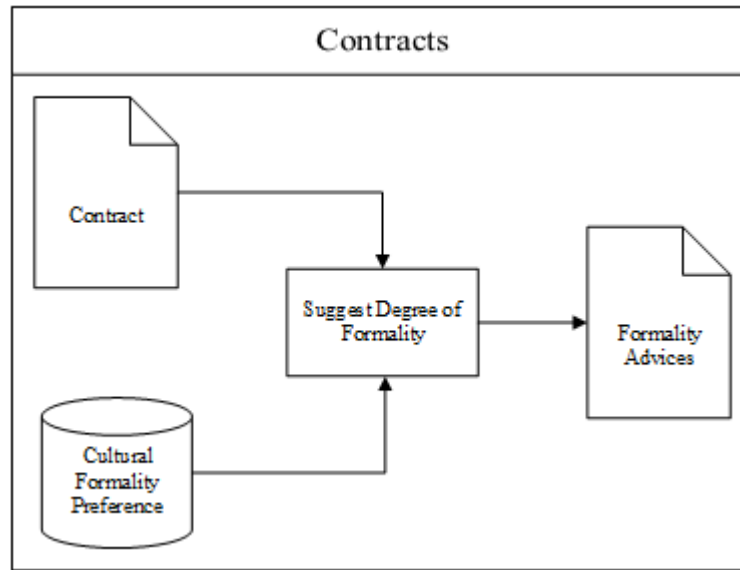 Contracts
Contract
Suggest Degree of
Formality
Formality
Advices
Cultural
Formality
Preference